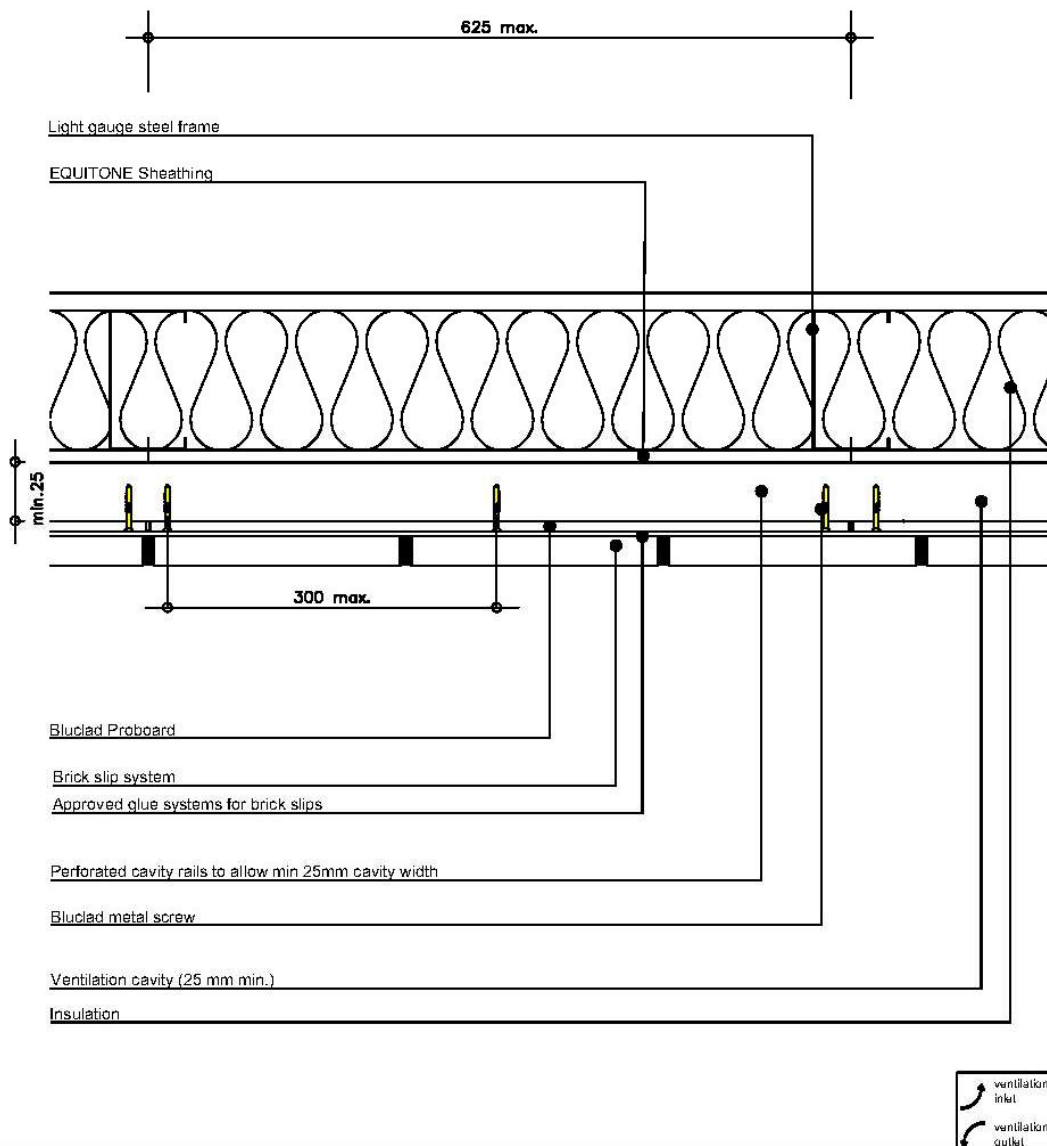 625 max.
Light gauge steel frame
EQUITONE Sheathing
min.25
300 max.
Bluclad Proboard
Brick slip system
Approved glue systems for brick slips
Perforated cavity rails to allow min 25mm cavity width
Bluclad metal screw
Ventilation cavity (25 mm min.)
Insulation
ventilation
inlet
ventilation
outlet